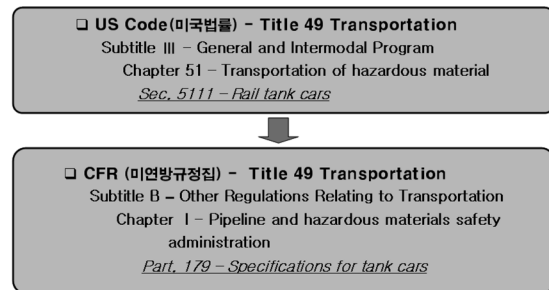 ❑ US Code(미국법률) - Title 49 Transportation
Subtitle Ⅲ - General and Intermodal Program
Chapter 51 - Transportation of hazardous material
Sec. 5111 - Rail tank cars
❑ CFR (미연방규정집) - Title 49 Transportation
Subtitle B - Other Regulations Relating to Transportation
Chapter Ⅰ- Pipeline and hazardous materials safety
administration
Part. 179 - Specifications for tank cars